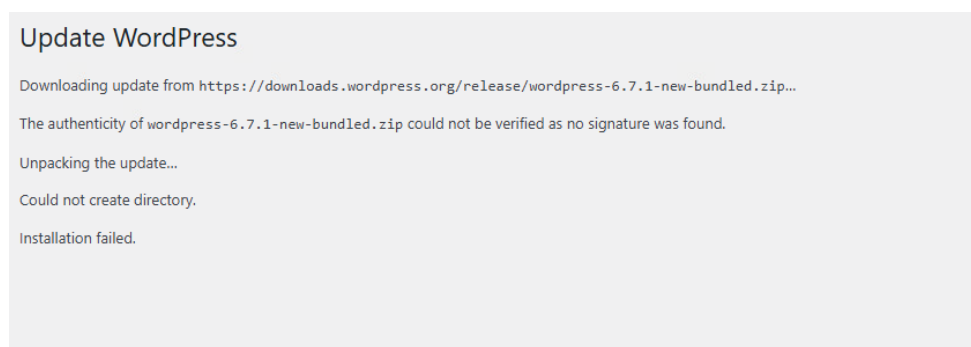 Update WordPress
Downloading update from https://downloads.wordpress.org/release/wordpress-6.7.1-new-bundled.zip...
The authenticity of wordpress-6.7.1-new-bundled.zip could not be verified as no signature was found.
Unpacking the update...
Could not create directory.
Installation failed.